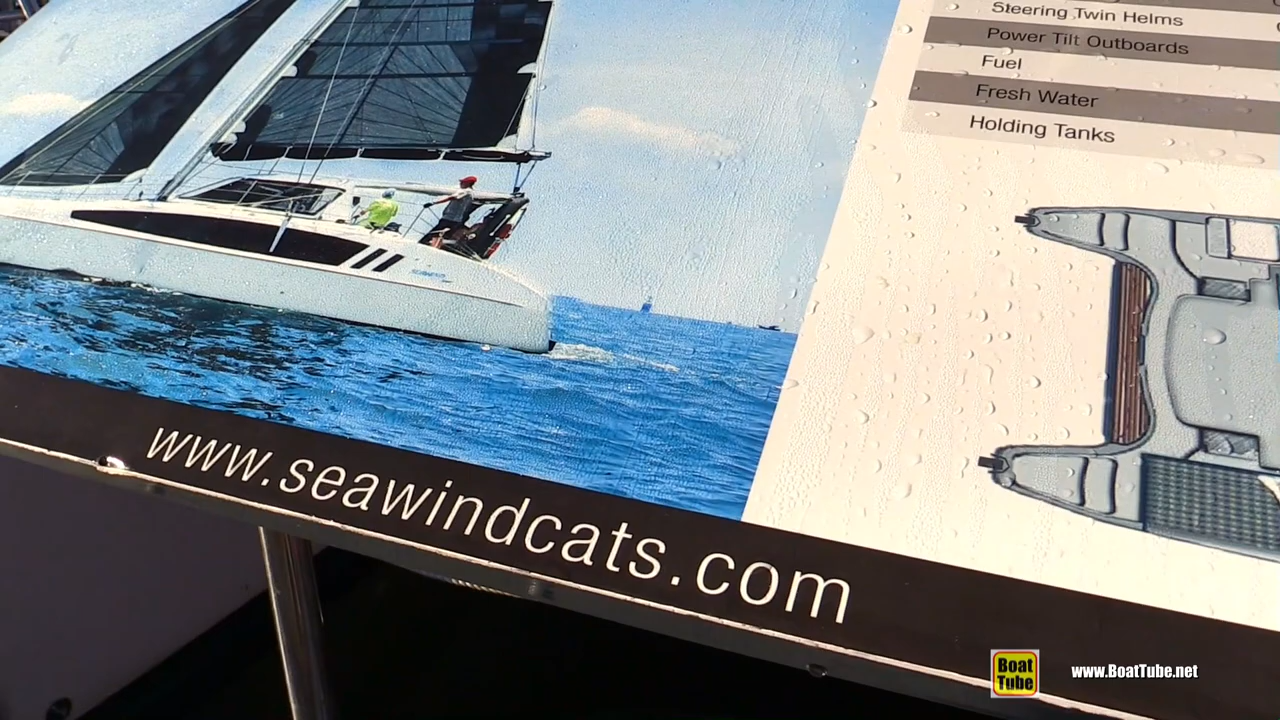 Steering Twin Helms
Power Tilt Outboards
Fuel
Fresh Water
Holding Tanks
www.seawindcats.com
Boat
Tube
www.BoatTube.net